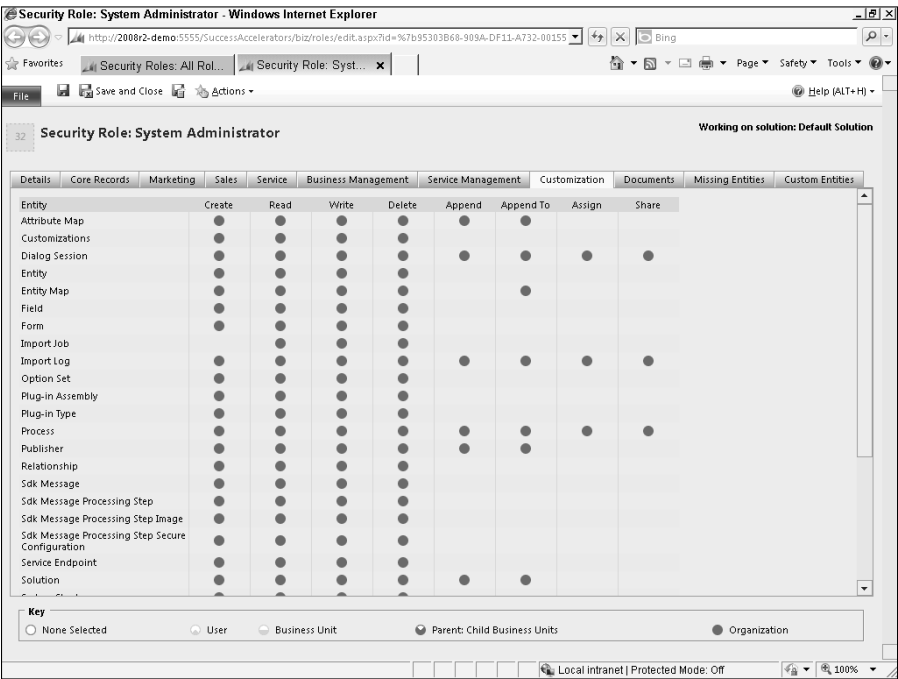 Security Role: System Administrator - Windows Internet Explorer
http://2008r2-demo:5555/SuccessAccelerators/biz/roles/edit.aspx?id=%67b95303B68-909A-DF11-A732-00155
Bing
Favorites
Security Roles: All Rol...
Security Role: Syst...
Page
Safety
Tools
File
Save and Close
Actions
Help (ALT+H)
32
Security Role: System Administrator
Working on solution: Default Solution
Details Core Records Marketing Sales Service Business Management Service Management Customization Documents Missing Entities Custom Entities
Entity Create Read Write Delete Append Append To Assign Share
Attribute Map
Customizations
Dialog Session
Entity
Entity Map
Field
Form
Import Job
Import Log
Option Set
Plug-in Assembly
Plug-in Type
Process
Publisher
Relationship
Sdk Message
Sdk Message Processing Step
Sdk Message Processing Step Image
Sdk Message Processing Step Secure
Configuration
Service Endpoint
Solution
Key
None Selected User Business Unit Parent: Child Business Units Organization
Local intranet | Protected Mode: Off 100%